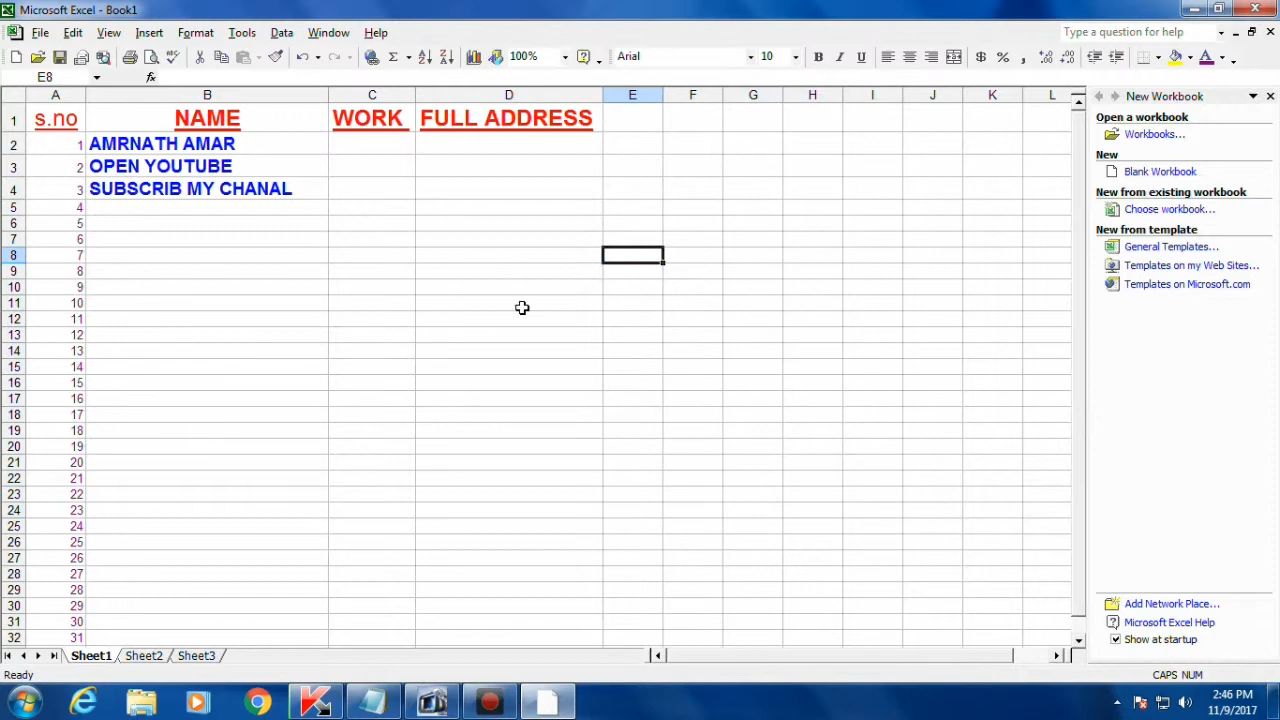 Microsoft Excel - Book1
File Edit View Insert Format Tools Data Window Help
Type a question for help
100% Arial 10 B I U $ % ,
E8 fx
A B C D E F G H I J K L
1 s.no NAME WORK FULL ADDRESS
2 1 AMRNATH AMAR
3 2 OPEN YOUTUBE
4 3 SUBSCRIB MY CHANAL
5 4
6 5
7 6
8 7
9 8
10 9
11 10
12 11
13 12
14 13
15 14
16 15
17 16
18 17
19 18
20 19
21 20
22 21
23 22
24 23
25 24
26 25
27 26
28 27
29 28
30 29
31 30
32 31
New Workbook
Open a workbook
Workbooks...
New
Blank Workbook
New from existing workbook
Choose workbook...
New from template
General Templates...
Templates on my Web Sites...
Templates on Microsoft.com
Add Network Place...
Microsoft Excel Help
Show at startup
Sheet1 Sheet2 Sheet3
Ready
CAPS NUM
2:46 PM
11/9/2017